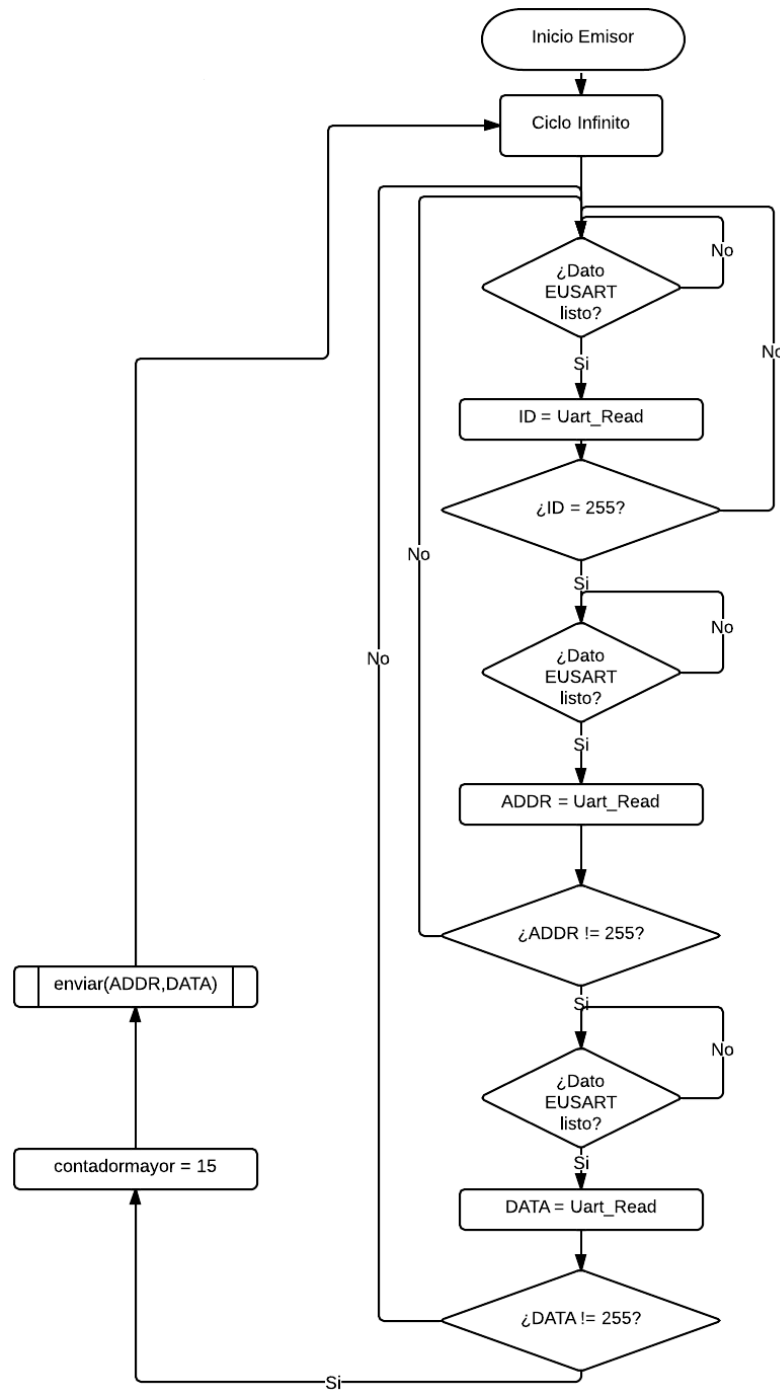 Inicio Emisor
Ciclo Infinito
¿Dato
EUSART
listo?
No
Si
No
ID = Uart_Read
¿ID = 255?
No
Si
¿Dato
EUSART
listo?
No
No
Si
ADDR = Uart_Read
¿ADDR != 255?
enviar(ADDR,DATA)
Si
¿Dato
EUSART
listo?
No
contadormayor = 15
Si
DATA = Uart_Read
¿DATA != 255?
Si